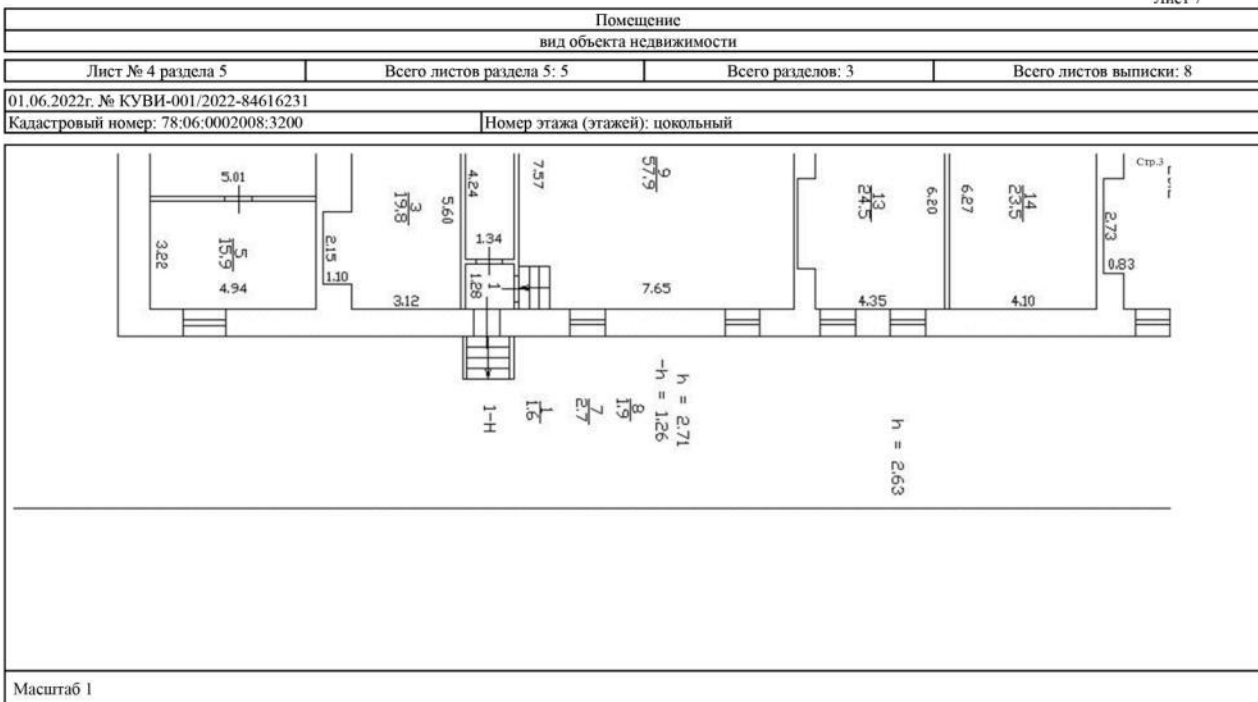 Лист 7
Помещение
вид объекта недвижимости
Лист № 4 раздела 5 Всего листов раздела 5: 5 Всего разделов: 3 Всего листов выписки: 8
01.06.2022г. № КУВИ-001/2022-84616231
Кадастровый номер: 78:06:0002008:3200 Номер этажа (этажей): цокольный
Стр.3
5.01
3.22
5
15.9
4.94
2.15
1.10
3
19.8
5.60
3.12
4.24
1.34
1.28
1
7.57
9
57.9
7.65
13
24.5
6.20
4.35
6.27
14
23.5
4.10
2.73
0.83
1-Н
1
1.6
7
2.7
8
1.9
h = 2.71
-h = 1.26
h = 2.63
Масштаб 1